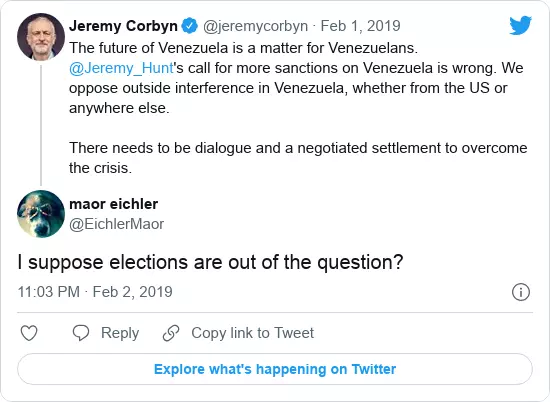 Jeremy Corbyn @jeremycorbyn · Feb 1, 2019
The future of Venezuela is a matter for Venezuelans.
@Jeremy_Hunt's call for more sanctions on Venezuela is wrong. We
oppose outside interference in Venezuela, whether from the US or
anywhere else.
There needs to be dialogue and a negotiated settlement to overcome
the crisis.
maor eichler
@EichlerMaor
I suppose elections are out of the question?
11:03 PM · Feb 2, 2019
Reply Copy link to Tweet
Explore what's happening on Twitter